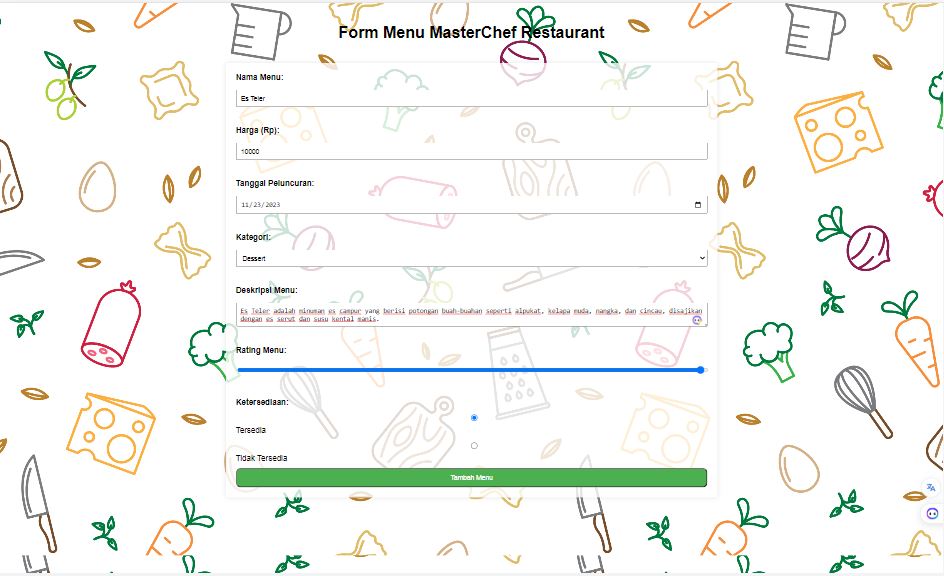 Form Menu MasterChef Restaurant
Nama Menu:
Es Teler
Harga (Rp):
10000
Tanggal Peluncuran:
11/23/2023
Kategori:
Dessert
Deskripsi Menu:
Es Teler adalah minuman es campur yang berisi potongan buah-buahan seperti alpukat, kelapa muda, nangka, dan cincau, disajikan
dengan es serut dan susu kental manis.
Rating Menu:
Ketersediaan:
Tersedia
Tidak Tersedia
Tambah Menu